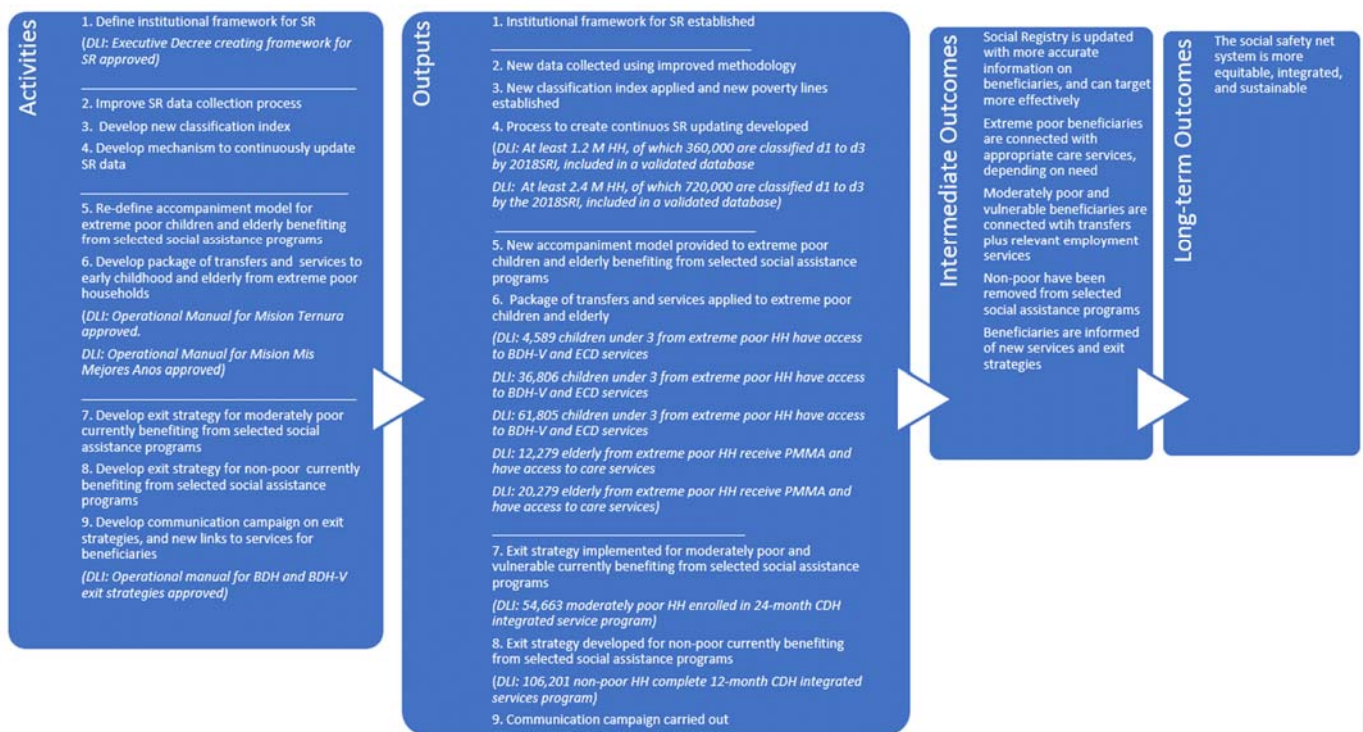 Activities
1. Define institutional framework for SR
(DLI: Executive Decree creating framework for
SR approved)
2. Improve SR data collection process
3. Develop new classification index
4. Develop mechanism to continuously update
SR data
5. Re-define accompaniment model for
extreme poor children and elderly benefiting
from selected social assistance programs
6. Develop package of transfers and services to
early childhood and elderly from extreme poor
households
(DLI: Operational Manual for Mision Ternura
approved.
DLI: Operational Manual for Mision Mis
Mejores Anos approved)
7. Develop exit strategy for moderately poor
currently benefiting from selected social
assistance programs
8. Develop exit strategy for non-poor currently
benefiting from selected social assistance
programs
9. Develop communication campaign on exit
strategies, and new links to services for
beneficiaries
(DLI: Operational manual for BDH and BDH-V
exit strategies approved)
Outputs
1. Institutional framework for SR established
2. New data collected using improved methodology
3. New classification index applied and new poverty lines
established
4. Process to create continuos SR updating developed
(DLI: At least 1.2 M HH, of which 360,000 are classified d1 to d3
by 2018SRI, included in a validated database
DLI: At least 2.4 M HH, of which 720,000 are classified d1 to d3
by the 2018SRI, included in a validated database)
5. New accompaniment model provided to extreme poor
children and elderly benefiting from selected social assistance
programs
6. Package of transfers and services applied to extreme poor
children and elderly
(DLI: 4,589 children under 3 from extreme poor HH have access
to BDH-V and ECD services
DLI: 36,806 children under 3 from extreme poor HH have access
to BDH-V and ECD services
DLI: 61,805 children under 3 from extreme poor HH have access
to BDH-V and ECD services
DLI: 12,279 elderly from extreme poor HH receive PMMA and
have access to care services
DLI: 20,279 elderly from extreme poor HH receive PMMA and
have access to care services)
7. Exit strategy implemented for moderately poor and
vulnerable currently benefiting from selected social assistance
programs
(DLI: 54,663 moderately poor HH enrolled in 24-month CDH
integrated service program)
8. Exit strategy developed for non-poor currently benefiting
from selected social assistance programs
(DLI: 106,201 non-poor HH complete 12-month CDH integrated
services program)
9. Communication campaign carried out
Intermediate Outcomes
Social Registry is updated
with more accurate
information on
beneficiaries, and can target
more effectively
Extreme poor beneficiaries
are connected with
appropriate care services,
depending on need
Moderately poor and
vulnerable beneficiaries are
connected wtih transfers
plus relevant employment
services
Non-poor have been
removed from selected
social assistance programs
Beneficiaries are informed
of new services and exit
strategies
Long-term Outcomes
The social safety net
system is more
equitable, integrated,
and sustainable